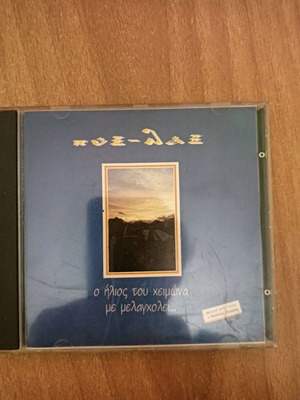 πυξ-λαξ
ο ήλιος του χειμώνα
με μελαγχολεί...